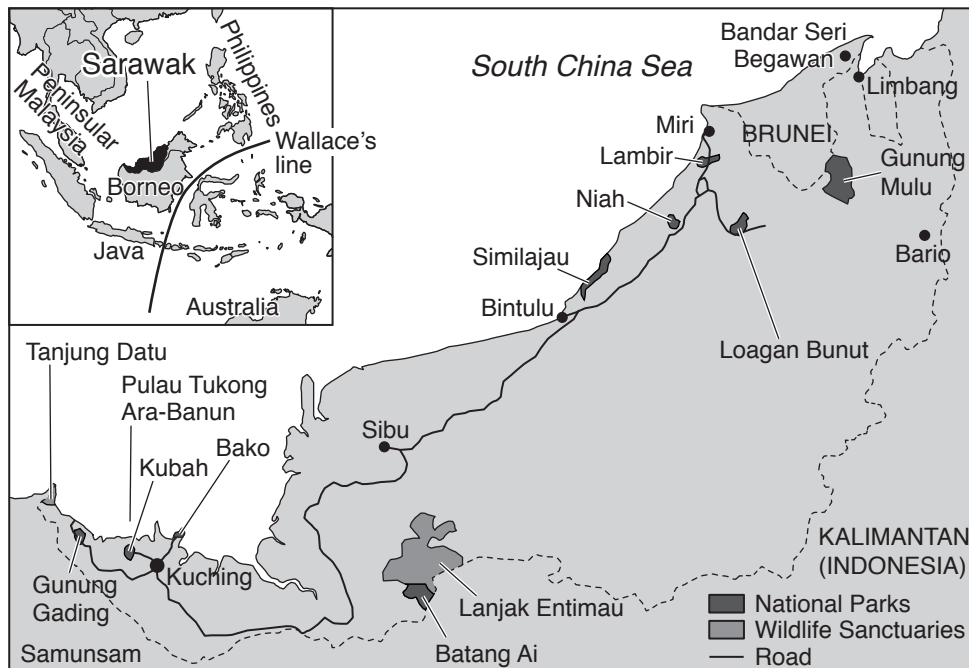 Philippines
Sarawak
Peninsular
Malaysia
Wallace's
line
Borneo
Java
Australia
South China Sea
Bandar Seri
Begawan
Limbang
Miri
BRUNEI
Lambir
Gunung
Mulu
Niah
Bario
Similajau
Bintulu
Loagan Bunut
Tanjung Datu
Pulau Tukong
Ara-Banun
Sibu
Bako
Kubah
Kuching
Gunung
Gading
Lanjak Entimau
Samunsam
Batang Ai
KALIMANTAN
(INDONESIA)
National Parks
Wildlife Sanctuaries
Road